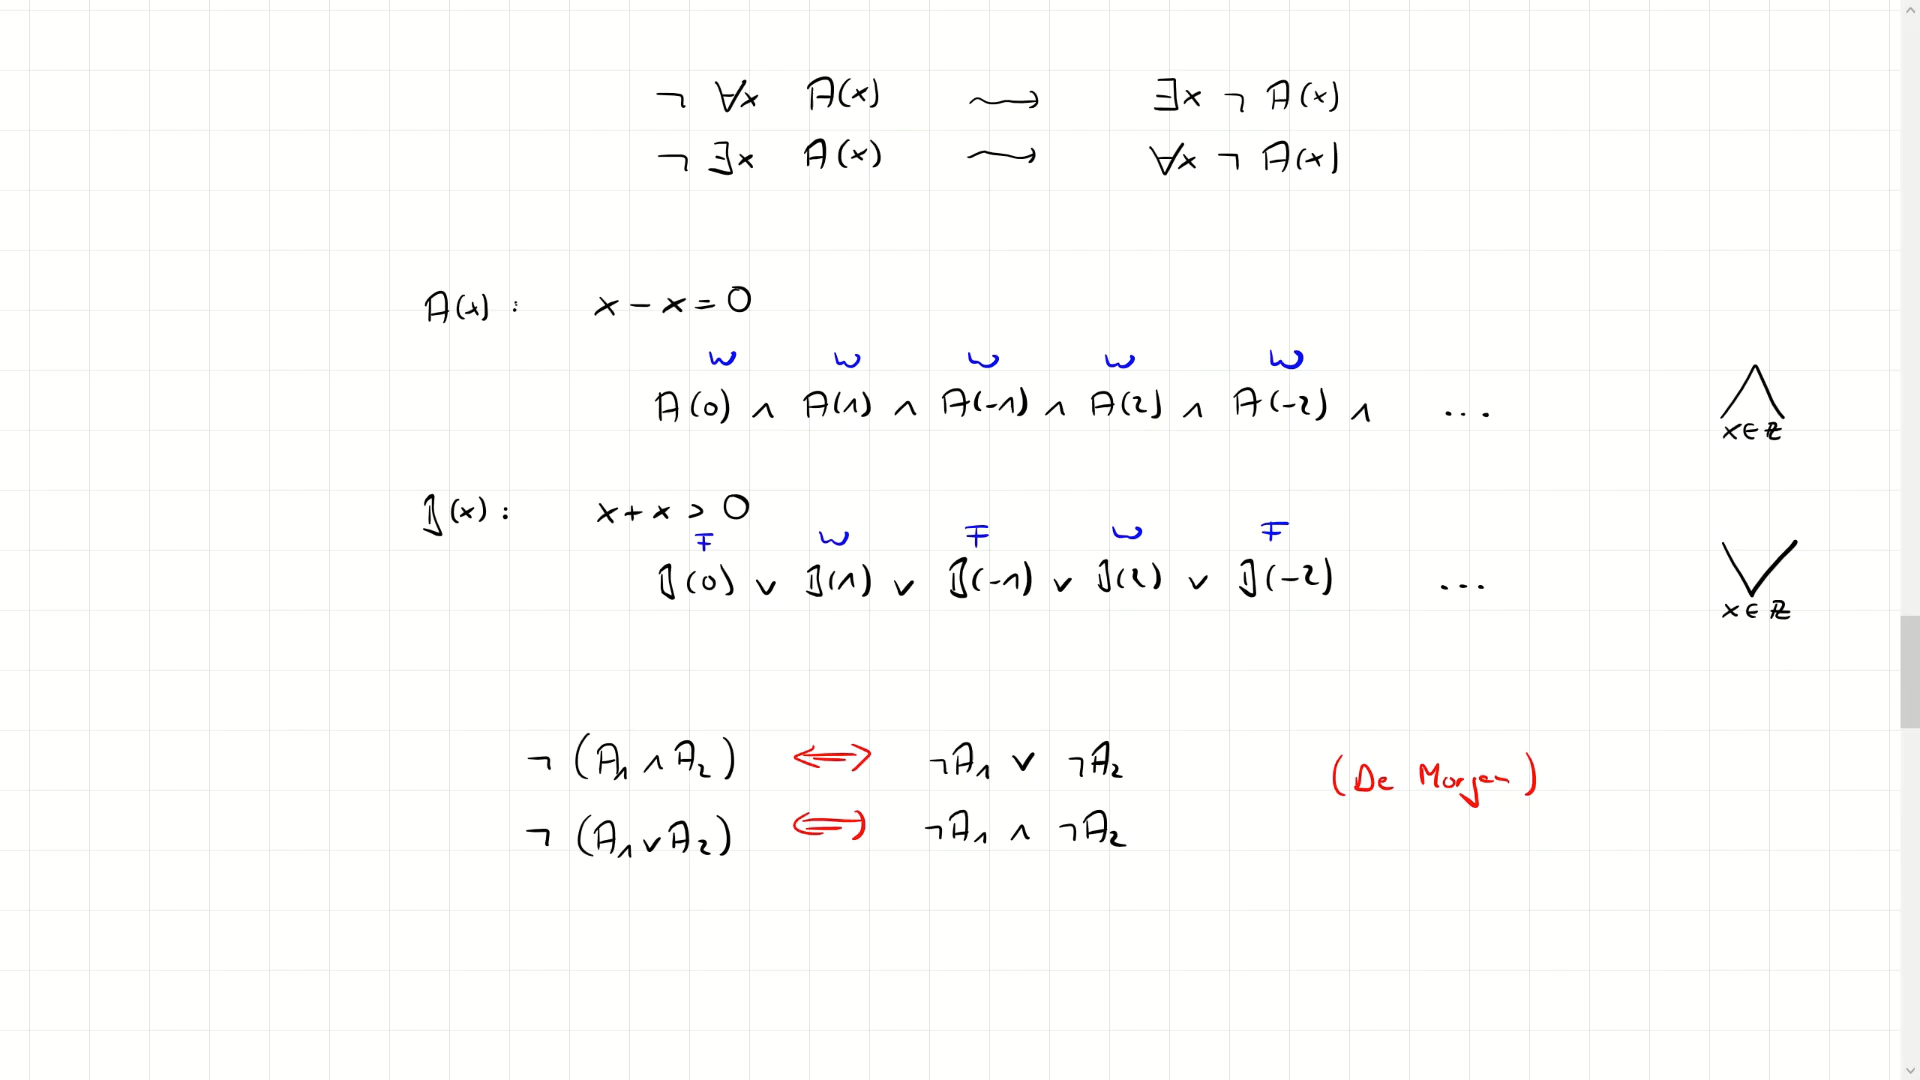 ¬ ∀x A(x) ⟿ ∃x ¬ A(x)
¬ ∃x A(x) ⟿ ∀x ¬ A(x)
A(x) : x − x = 0
W W W W W
A(0) ∧ A(1) ∧ A(-1) ∧ A(2) ∧ A(-2) ∧ ... ⋀ x∈ℤ
B(x) : x + x > 0
F W F W F
B(0) ∨ B(1) ∨ B(-1) ∨ B(2) ∨ B(-2) ... ⋁ x∈ℤ
¬ (A₁ ∧ A₂) ⟺ ¬A₁ ∨ ¬A₂ (De Morgan)
¬ (A₁ ∨ A₂) ⟺ ¬A₁ ∧ ¬A₂